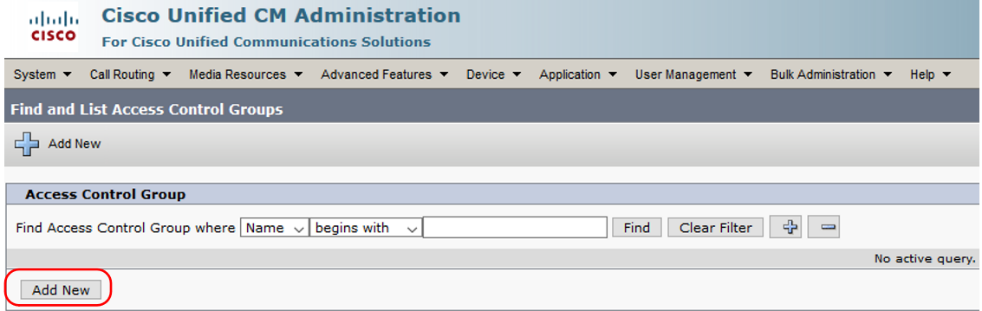 Cisco Unified CM Administration
CISCO
For Cisco Unified Communications Solutions
System Call Routing Media Resources Advanced Features Device Application User Management Bulk Administration Help
Find and List Access Control Groups
Add New
Access Control Group
Find Access Control Group where Name begins with Find Clear Filter
No active query.
Add New